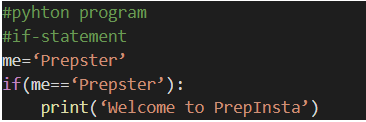 #pyhton program
#if-statement
me=‘Prepster’
if(me==‘Prepster’):
    print(‘Welcome to PrepInsta’)